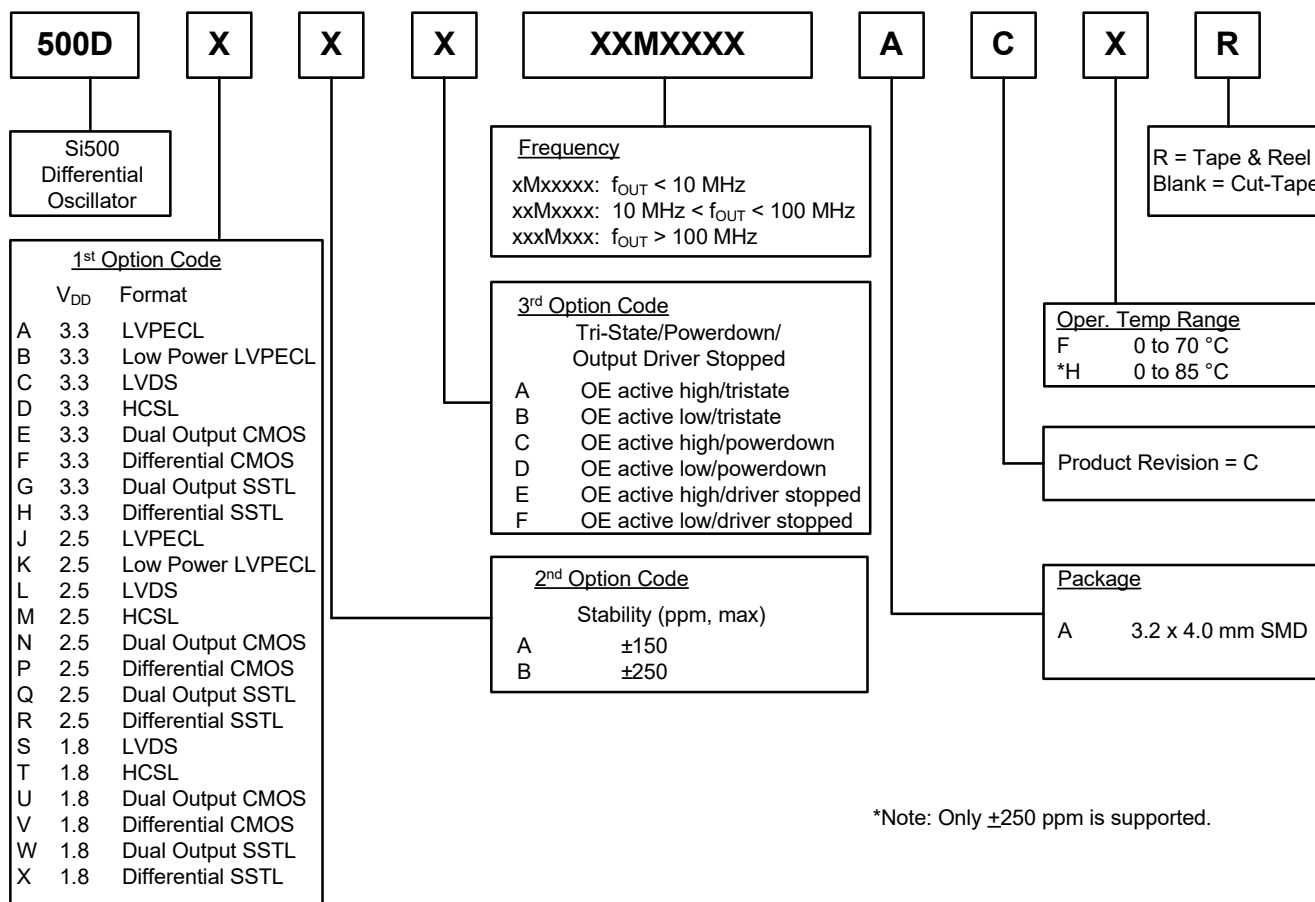 500D X X X XXMXXXX A C X R
Si500
Differential
Oscillator
1st Option Code
VDD Format
A 3.3 LVPECL
B 3.3 Low Power LVPECL
C 3.3 LVDS
D 3.3 HCSL
E 3.3 Dual Output CMOS
F 3.3 Differential CMOS
G 3.3 Dual Output SSTL
H 3.3 Differential SSTL
J 2.5 LVPECL
K 2.5 Low Power LVPECL
L 2.5 LVDS
M 2.5 HCSL
N 2.5 Dual Output CMOS
P 2.5 Differential CMOS
Q 2.5 Dual Output SSTL
R 2.5 Differential SSTL
S 1.8 LVDS
T 1.8 HCSL
U 1.8 Dual Output CMOS
V 1.8 Differential CMOS
W 1.8 Dual Output SSTL
X 1.8 Differential SSTL
Frequency
xMxxxxx: fOUT < 10 MHz
xxMxxxx: 10 MHz < fOUT < 100 MHz
xxxMxxx: fOUT > 100 MHz
3rd Option Code
Tri-State/Powerdown/
Output Driver Stopped
A OE active high/tristate
B OE active low/tristate
C OE active high/powerdown
D OE active low/powerdown
E OE active high/driver stopped
F OE active low/driver stopped
2nd Option Code
Stability (ppm, max)
A ±150
B ±250
R = Tape & Reel
Blank = Cut-Tape
Oper. Temp Range
F 0 to 70 °C
*H 0 to 85 °C
Product Revision = C
Package
A 3.2 x 4.0 mm SMD
*Note: Only ±250 ppm is supported.